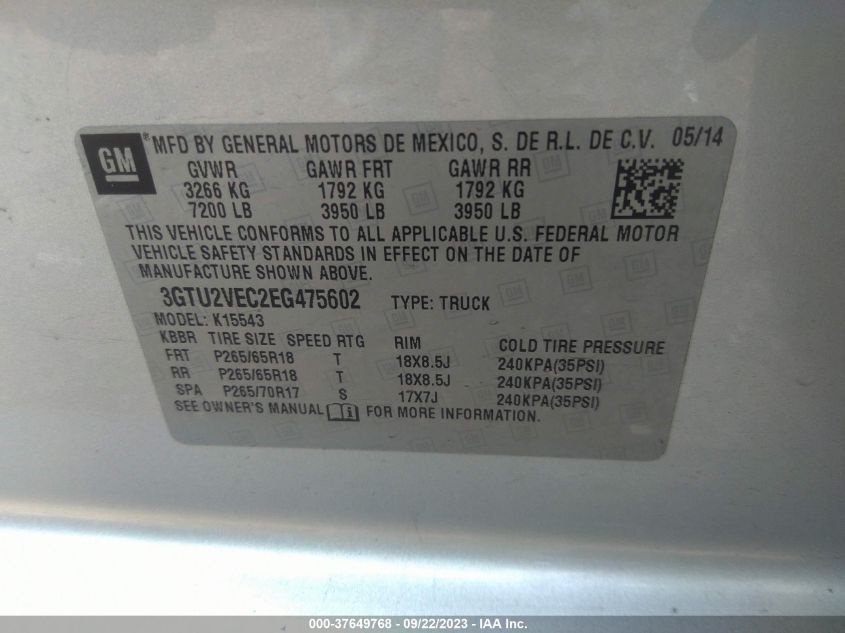 GM
® MFD BY GENERAL MOTORS DE MEXICO, S. DE R.L. DE C.V. 05/14
GVWR GAWR FRT GAWR RR
3266 KG 1792 KG 1792 KG
7200 LB 3950 LB 3950 LB
THIS VEHICLE CONFORMS TO ALL APPLICABLE U.S. FEDERAL MOTOR
VEHICLE SAFETY STANDARDS IN EFFECT ON THE DATE OF
MANUFACTURE SHOWN ABOVE.
3GTU2VEC2EG475602 TYPE: TRUCK
MODEL: K15543
KBBR TIRE SIZE SPEED RTG RIM COLD TIRE PRESSURE
FRT P265/65R18 T 18X8.5J 240KPA(35PSI)
RR P265/65R18 T 18X8.5J 240KPA(35PSI)
SPA P265/70R17 S 17X7J 240KPA(35PSI)
SEE OWNER'S MANUAL i FOR MORE INFORMATION.
000-37649768 - 09/22/2023 - IAA Inc.